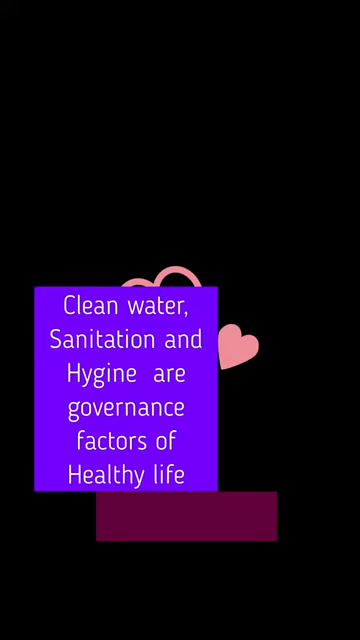 Clean water,
Sanitation and
Hygine  are
governance
factors of
Healthy life